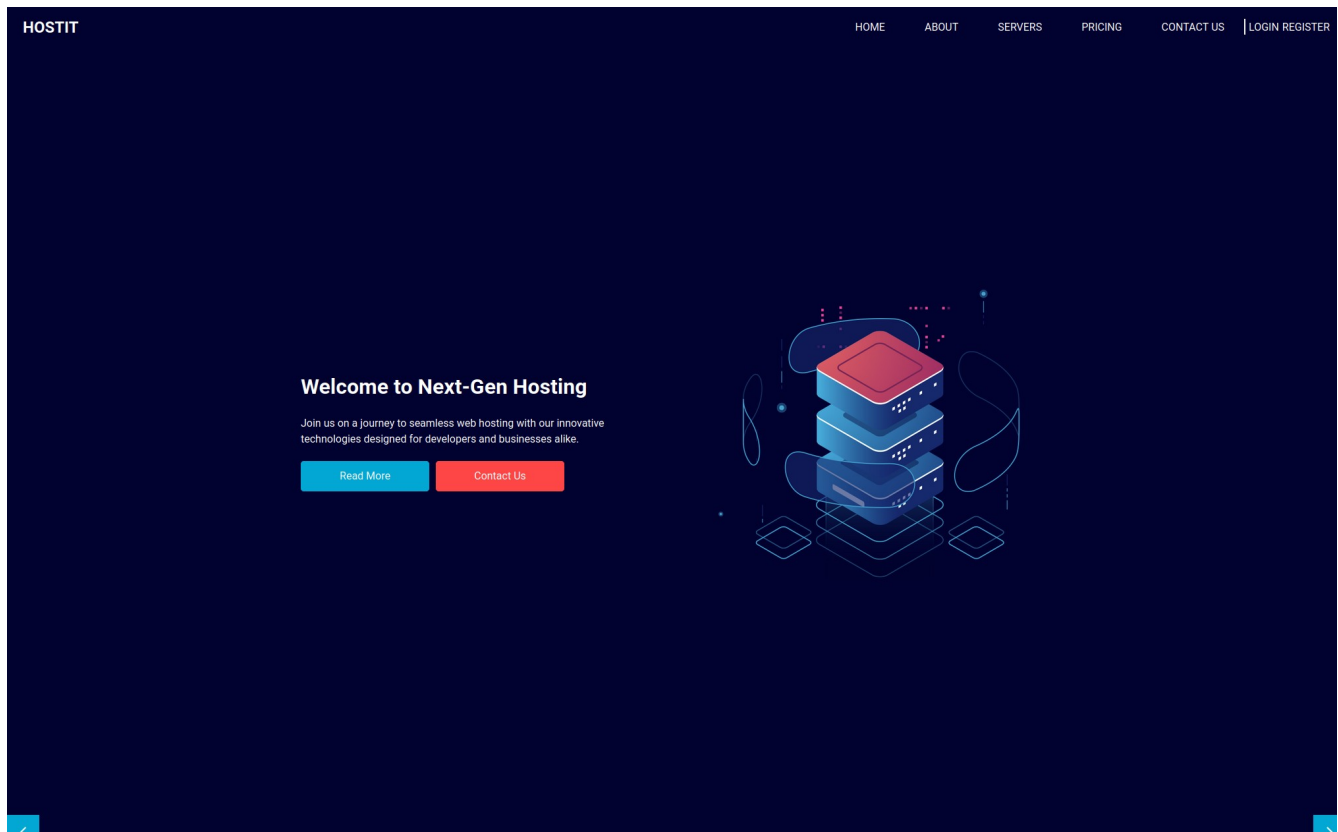 HOSTIT
HOME ABOUT SERVERS PRICING CONTACT US LOGIN REGISTER
Welcome to Next-Gen Hosting
Join us on a journey to seamless web hosting with our innovative
technologies designed for developers and businesses alike.
Read More Contact Us